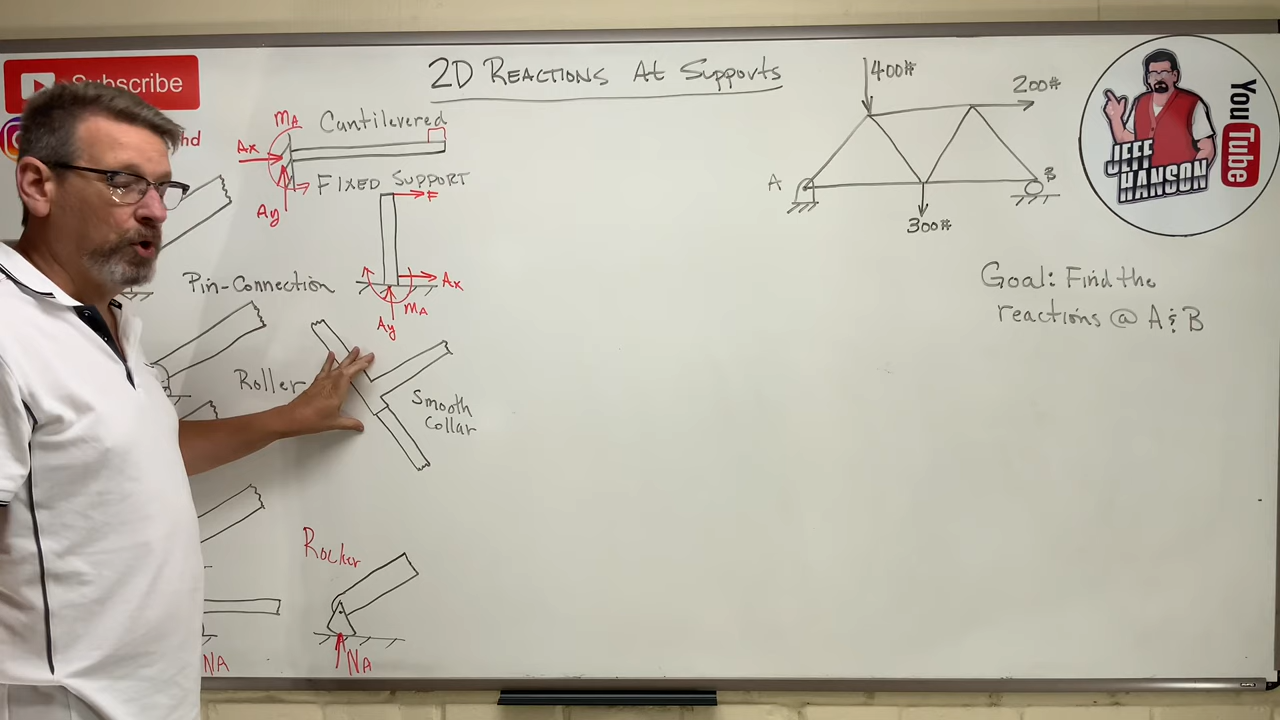 2D Reactions At Supports
Subscribe
hd
mA
Cantilevered
Ax
Fixed Support
Ay
F
Pin-Connection
Ax
mA
Ay
Roller
Smooth
Collar
Rocker
NA
NA
400#
200#
A
B
300#
Goal: Find the
reactions @ A & B
JEFF
HANSON
YouTube